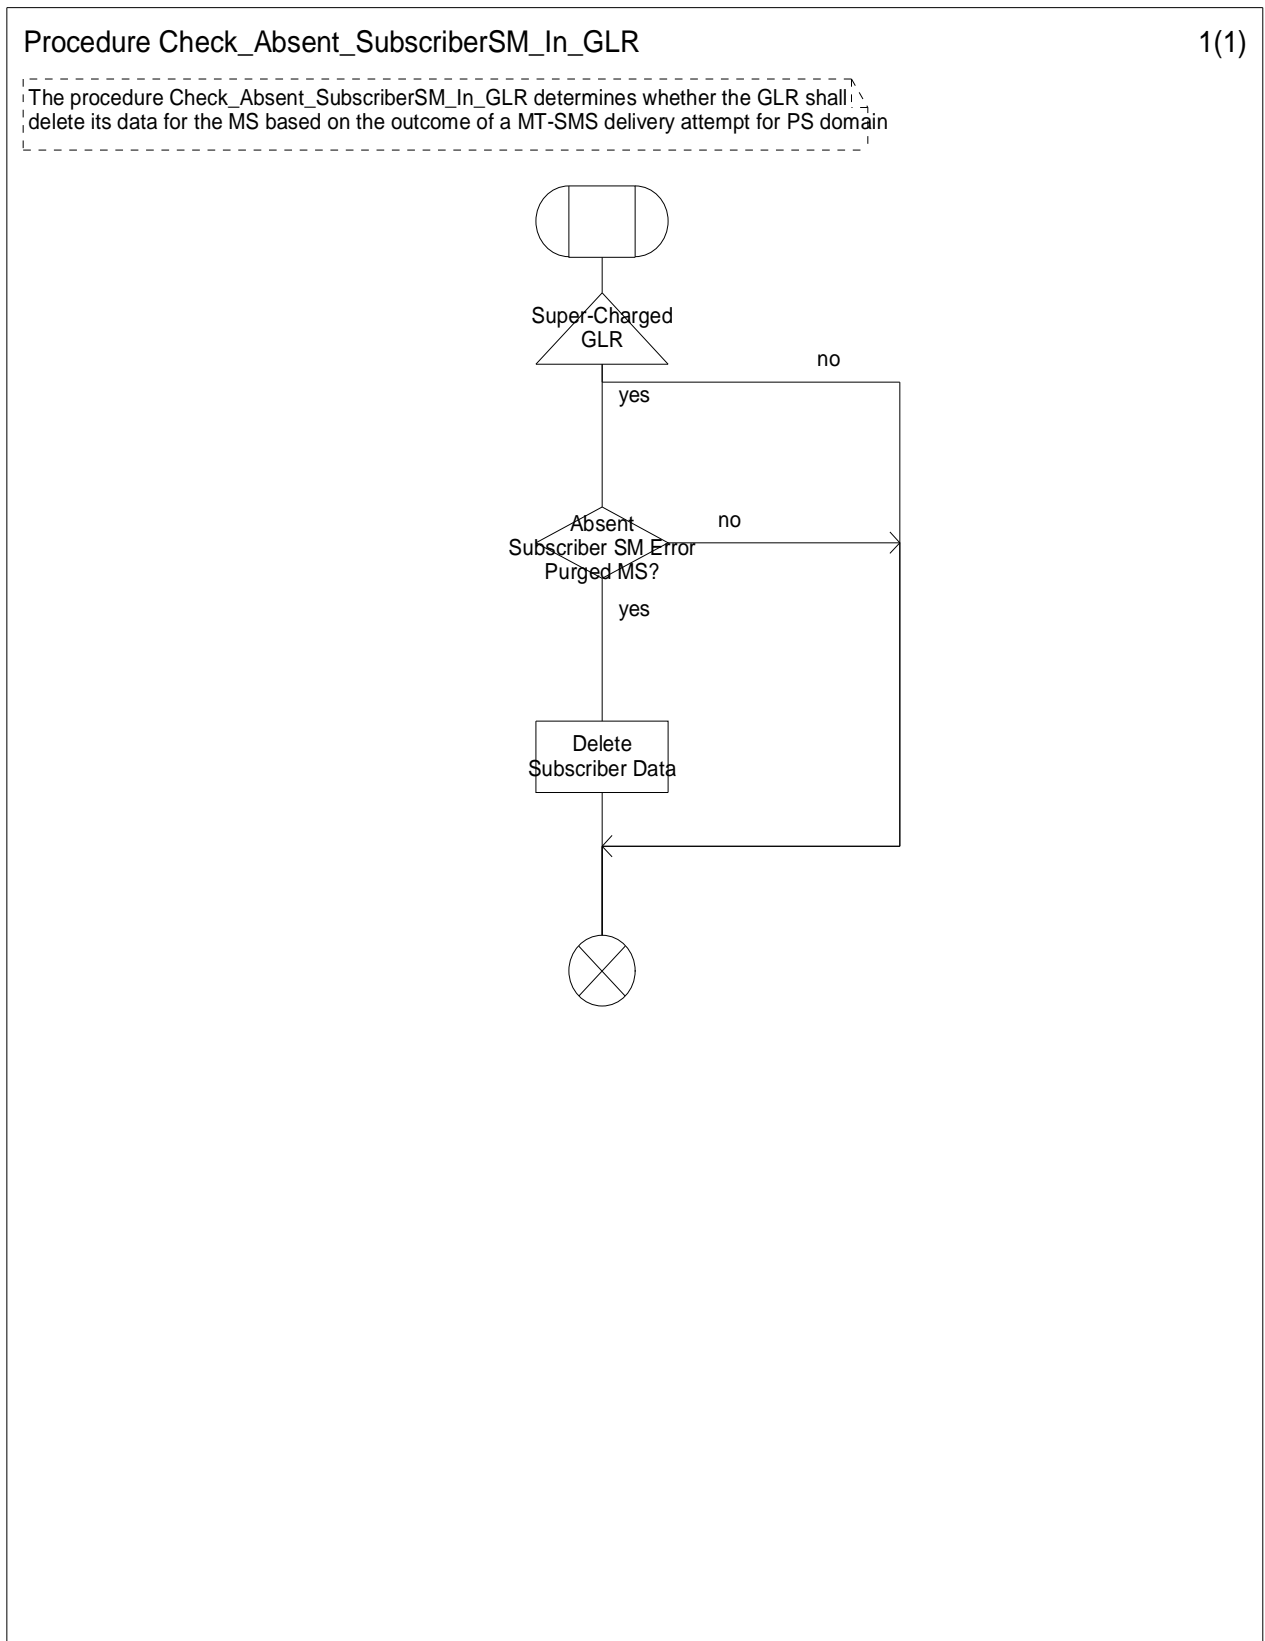 Procedure Check_Absent_SubscriberSM_In_GLR
1(1)
The procedure Check_Absent_SubscriberSM_In_GLR determines whether the GLR shall
delete its data for the MS based on the outcome of a MT-SMS delivery attempt for PS domain
Super-Charged
GLR
no
yes
Absent
Subscriber SM Error
Purged MS?
no
yes
Delete
Subscriber Data